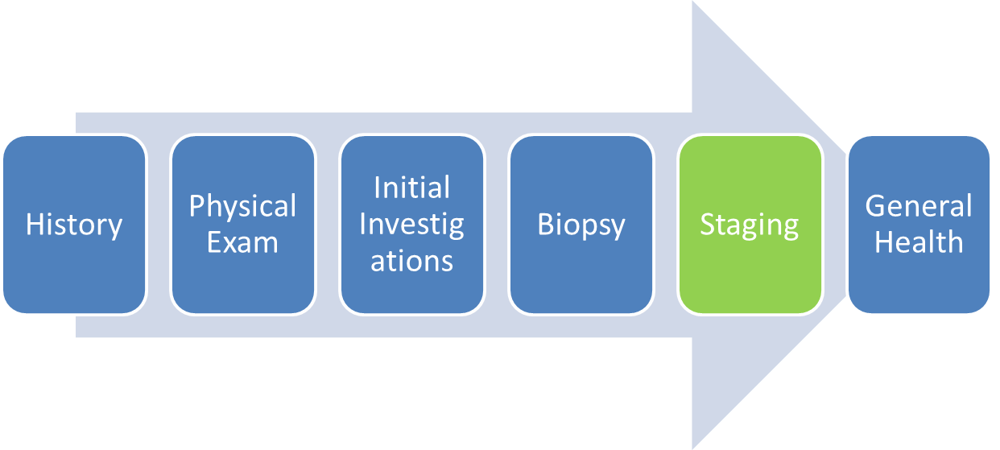 History
Physical
Exam
Initial
Investig
ations
Biopsy
Staging
General
Health